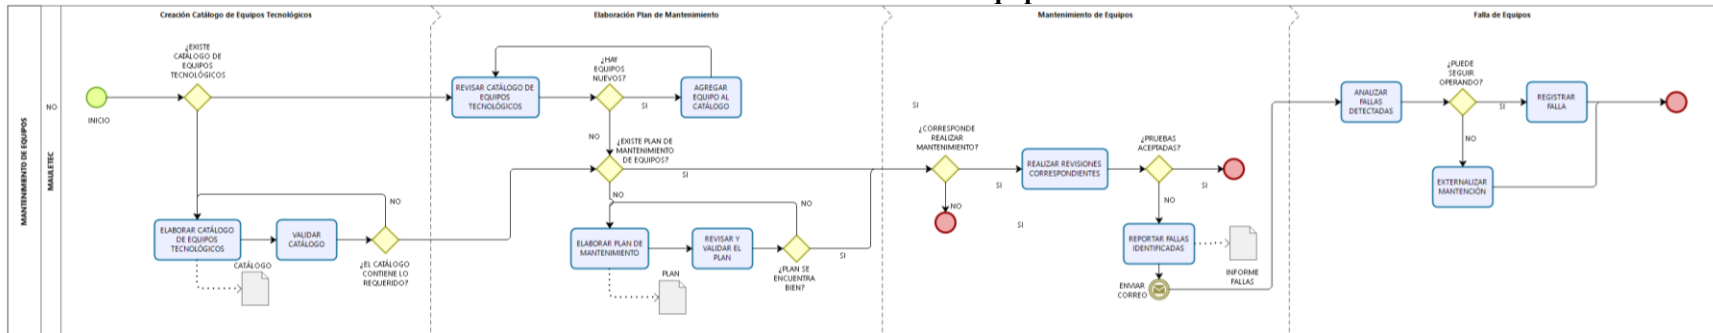 Creación Catálogo de Equipos Tecnológicos
Elaboración Plan de Mantenimiento
Mantenimiento de Equipos
Falla de Equipos
MANTENIMIENTO DE EQUIPOS
MAULETEC
NO
INICIO
¿EXISTE
CATÁLOGO DE
EQUIPOS
TECNOLÓGICOS
ELABORAR CATÁLOGO
DE EQUIPOS
TECNOLÓGICOS
CATÁLOGO
VALIDAR
CATÁLOGO
NO
¿EL CATÁLOGO
CONTIENE LO
REQUERIDO?
REVISAR CATÁLOGO DE
EQUIPOS
TECNOLÓGICOS
¿HAY
EQUIPOS
NUEVOS?
SI
AGREGAR
EQUIPO AL
CATÁLOGO
NO
¿EXISTE PLAN DE
MANTENIMIENTO
DE EQUIPOS?
SI
NO
ELABORAR PLAN DE
MANTENIMIENTO
PLAN
REVISAR Y
VALIDAR EL
PLAN
NO
¿PLAN SE
ENCUENTRA
BIEN?
SI
SI
¿CORRESPONDE
REALIZAR
MANTENIMIENTO?
SI
NO
SI
REALIZAR REVISIONES
CORRESPONDIENTES
¿PRUEBAS
ACEPTADAS?
SI
NO
REPORTAR FALLAS
IDENTIFICADAS
INFORME
FALLAS
ENVIAR
CORREO
ANALIZAR
FALLAS
DETECTADAS
¿PUEDE
SEGUIR
OPERANDO?
SI
REGISTRAR
FALLA
NO
EXTERNALIZAR
MANTENCIÓN